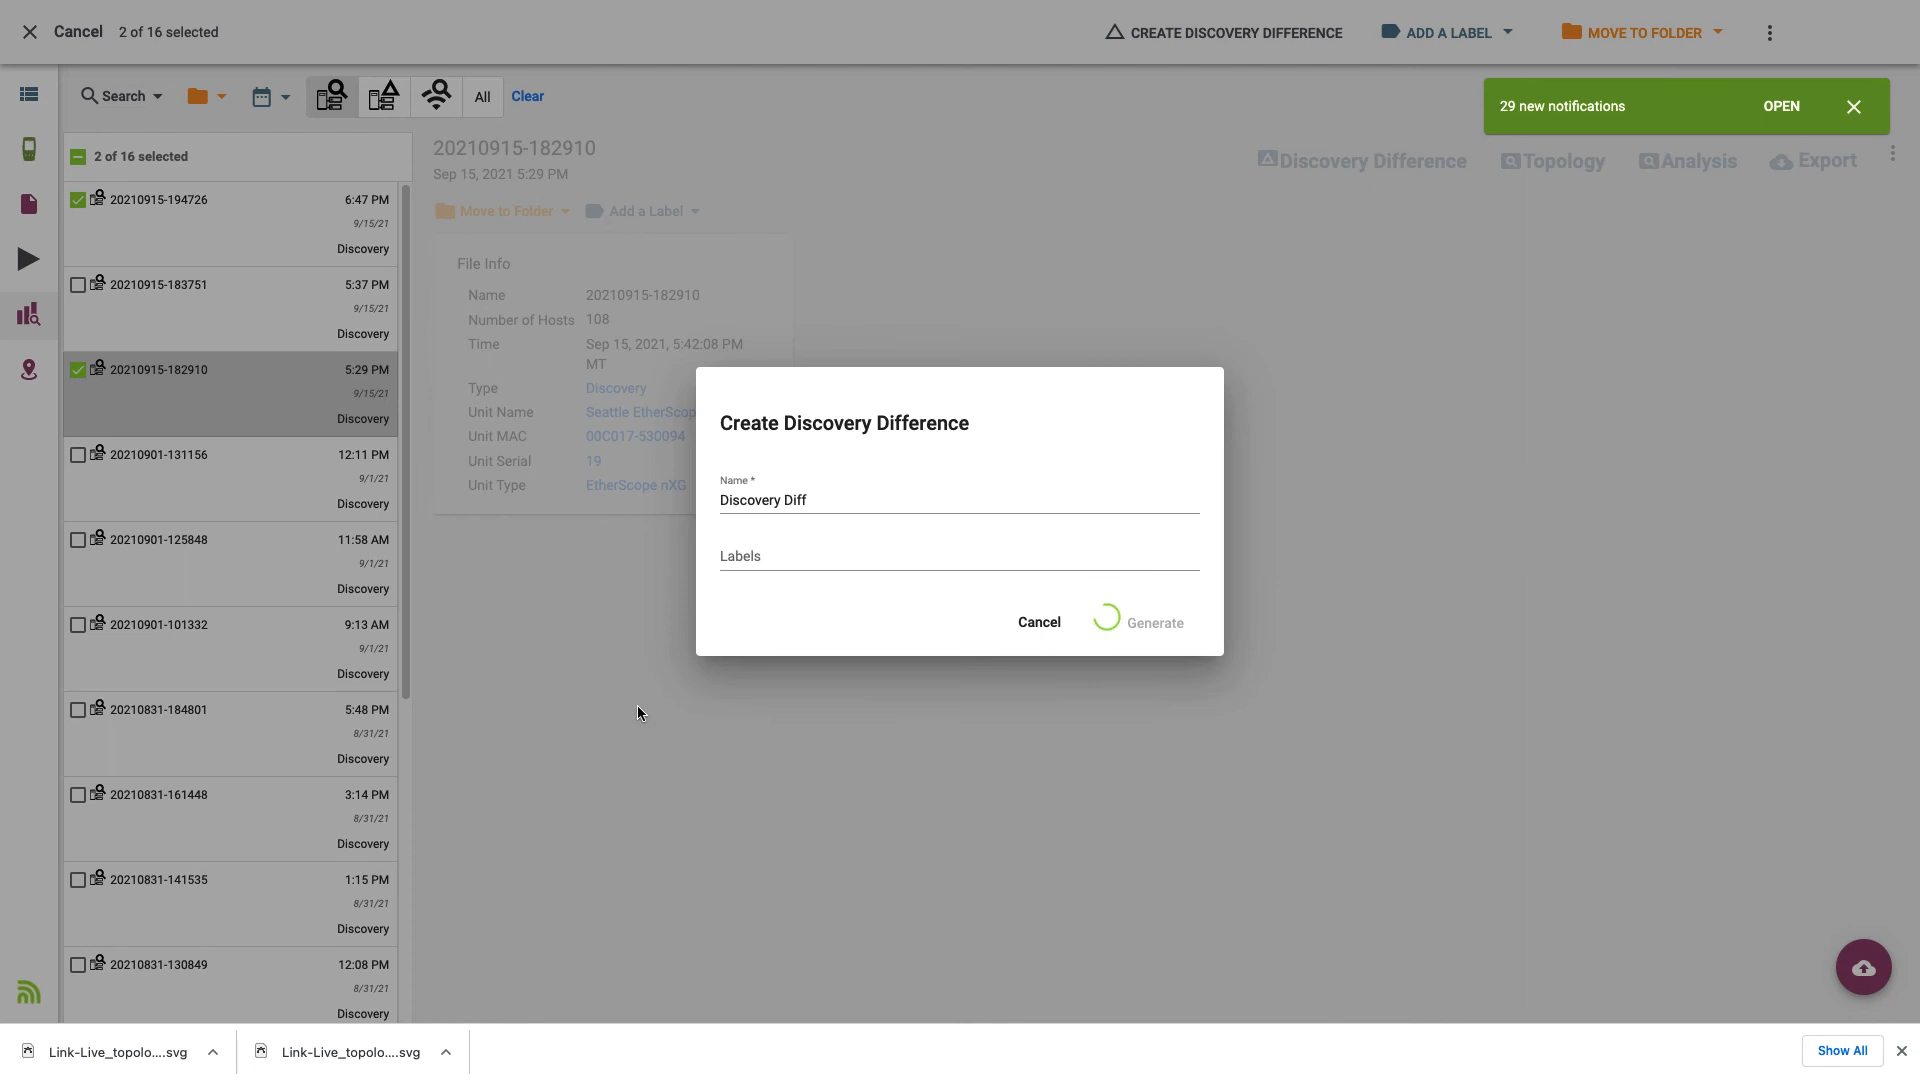 Cancel 2 of 16 selected
CREATE DISCOVERY DIFFERENCE
ADD A LABEL
MOVE TO FOLDER
Search
All
Clear
29 new notifications
OPEN
2 of 16 selected
20210915-194726 6:47 PM
9/15/21
Discovery
20210915-183751 5:37 PM
9/15/21
Discovery
20210915-182910 5:29 PM
9/15/21
Discovery
20210901-131156 12:11 PM
9/1/21
Discovery
20210901-125848 11:58 AM
9/1/21
Discovery
20210901-101332 9:13 AM
9/1/21
Discovery
20210831-184801 5:48 PM
8/31/21
Discovery
20210831-161448 3:14 PM
8/31/21
Discovery
20210831-141535 1:15 PM
8/31/21
Discovery
20210831-130849 12:08 PM
8/31/21
Discovery
20210915-182910
Sep 15, 2021 5:29 PM
Discovery Difference
Topology
Analysis
Export
Move to Folder
Add a Label
File Info
Name 20210915-182910
Number of Hosts 108
Time Sep 15, 2021, 5:42:08 PM
MT
Type Discovery
Unit Name Seattle EtherScop
Unit MAC 00C017-530094
Unit Serial 19
Unit Type EtherScope nXG
Create Discovery Difference
Name *
Discovery Diff
Labels
Cancel
Generate
Link-Live_topolo....svg
Link-Live_topolo....svg
Show All